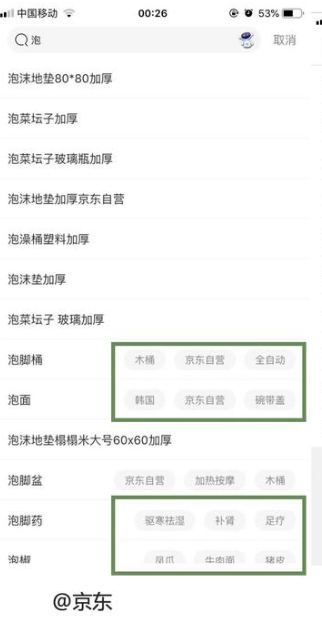 中国移动 00:26 53%
泡 取消
泡沫地垫80*80加厚
泡菜坛子加厚
泡菜坛子玻璃瓶加厚
泡沫地垫加厚京东自营
泡澡桶塑料加厚
泡沫垫加厚
泡菜坛子 玻璃加厚
泡脚桶 木桶 京东自营 全自动
泡面 韩国 京东自营 碗带盖
泡沫地垫榻榻米大号60x60加厚
泡脚盆 京东自营 加热按摩 木桶
泡脚药 驱寒祛湿 补肾 足疗
泡椒 凤爪 牛肉面 猪皮
@京东